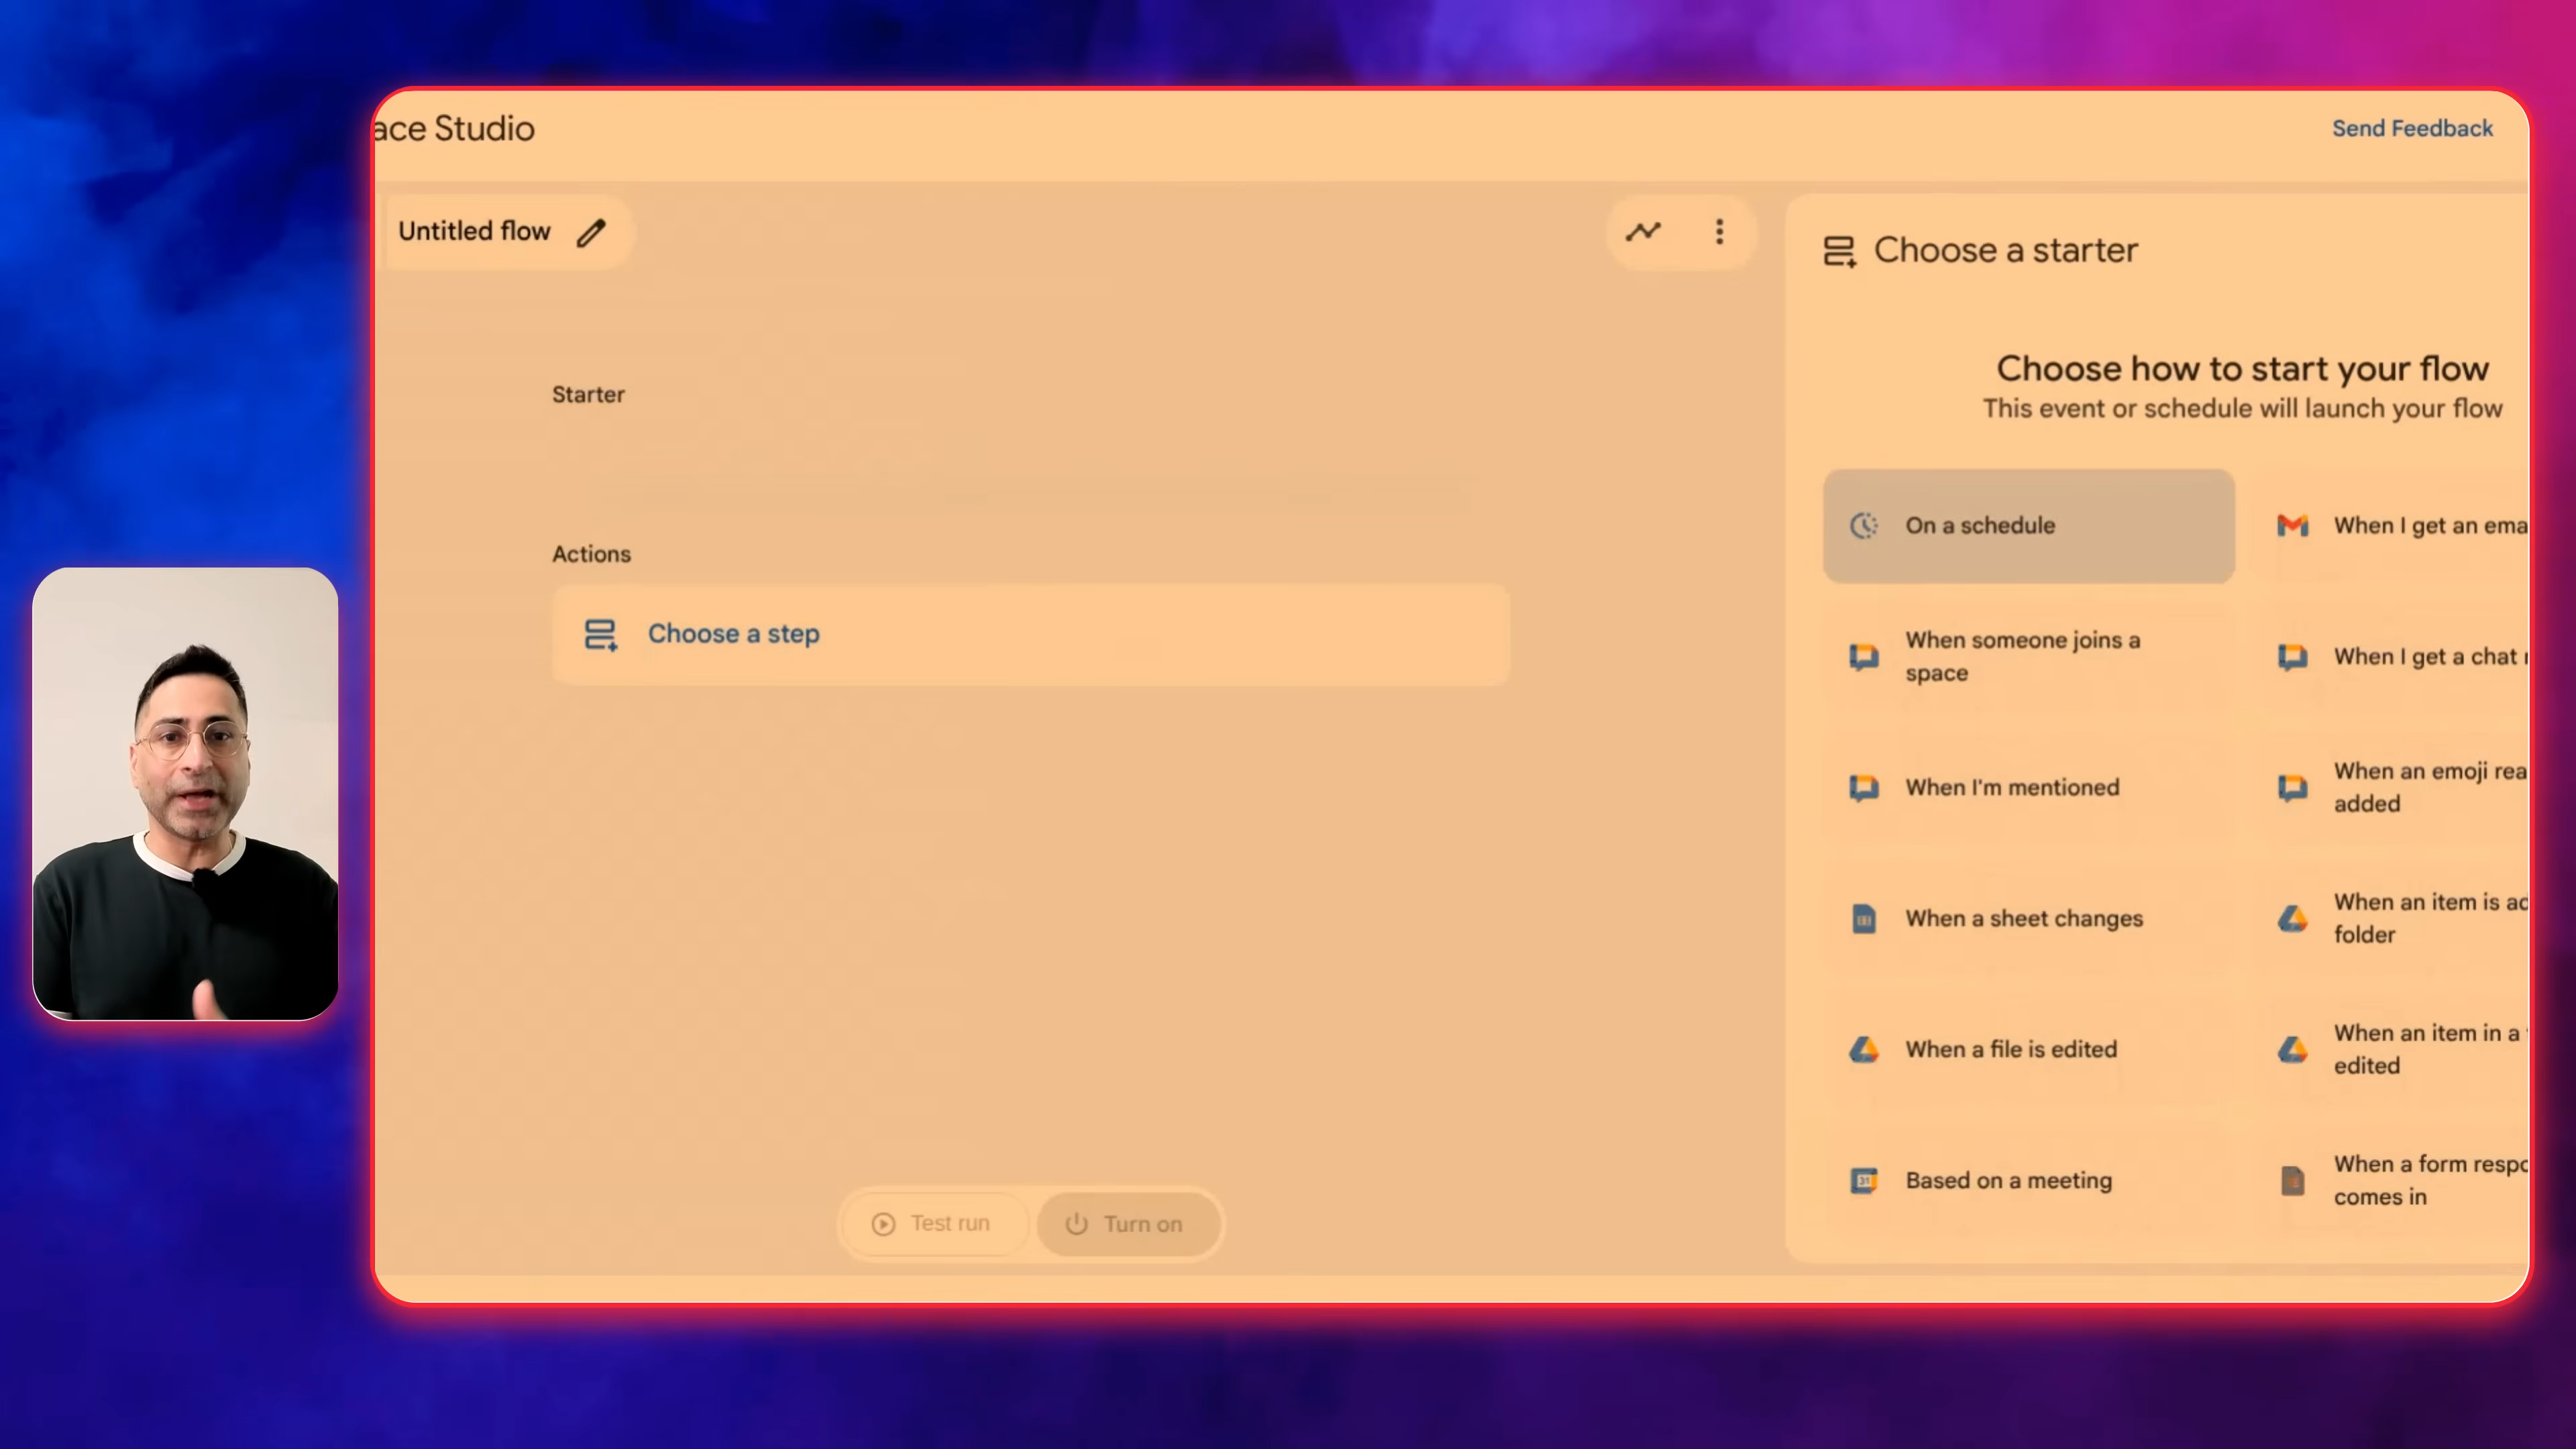 ace Studio
Send Feedback
Untitled flow
Choose a starter
Choose how to start your flow
This event or schedule will launch your flow
Starter
Actions
Choose a step
On a schedule
When I get an ema
When someone joins a
space
When I get a chat
When I'm mentioned
When an emoji rea
added
When a sheet changes
When an item is ad
folder
When a file is edited
When an item in a
edited
Based on a meeting
31
When a form respo
comes in
Test run
Turn on